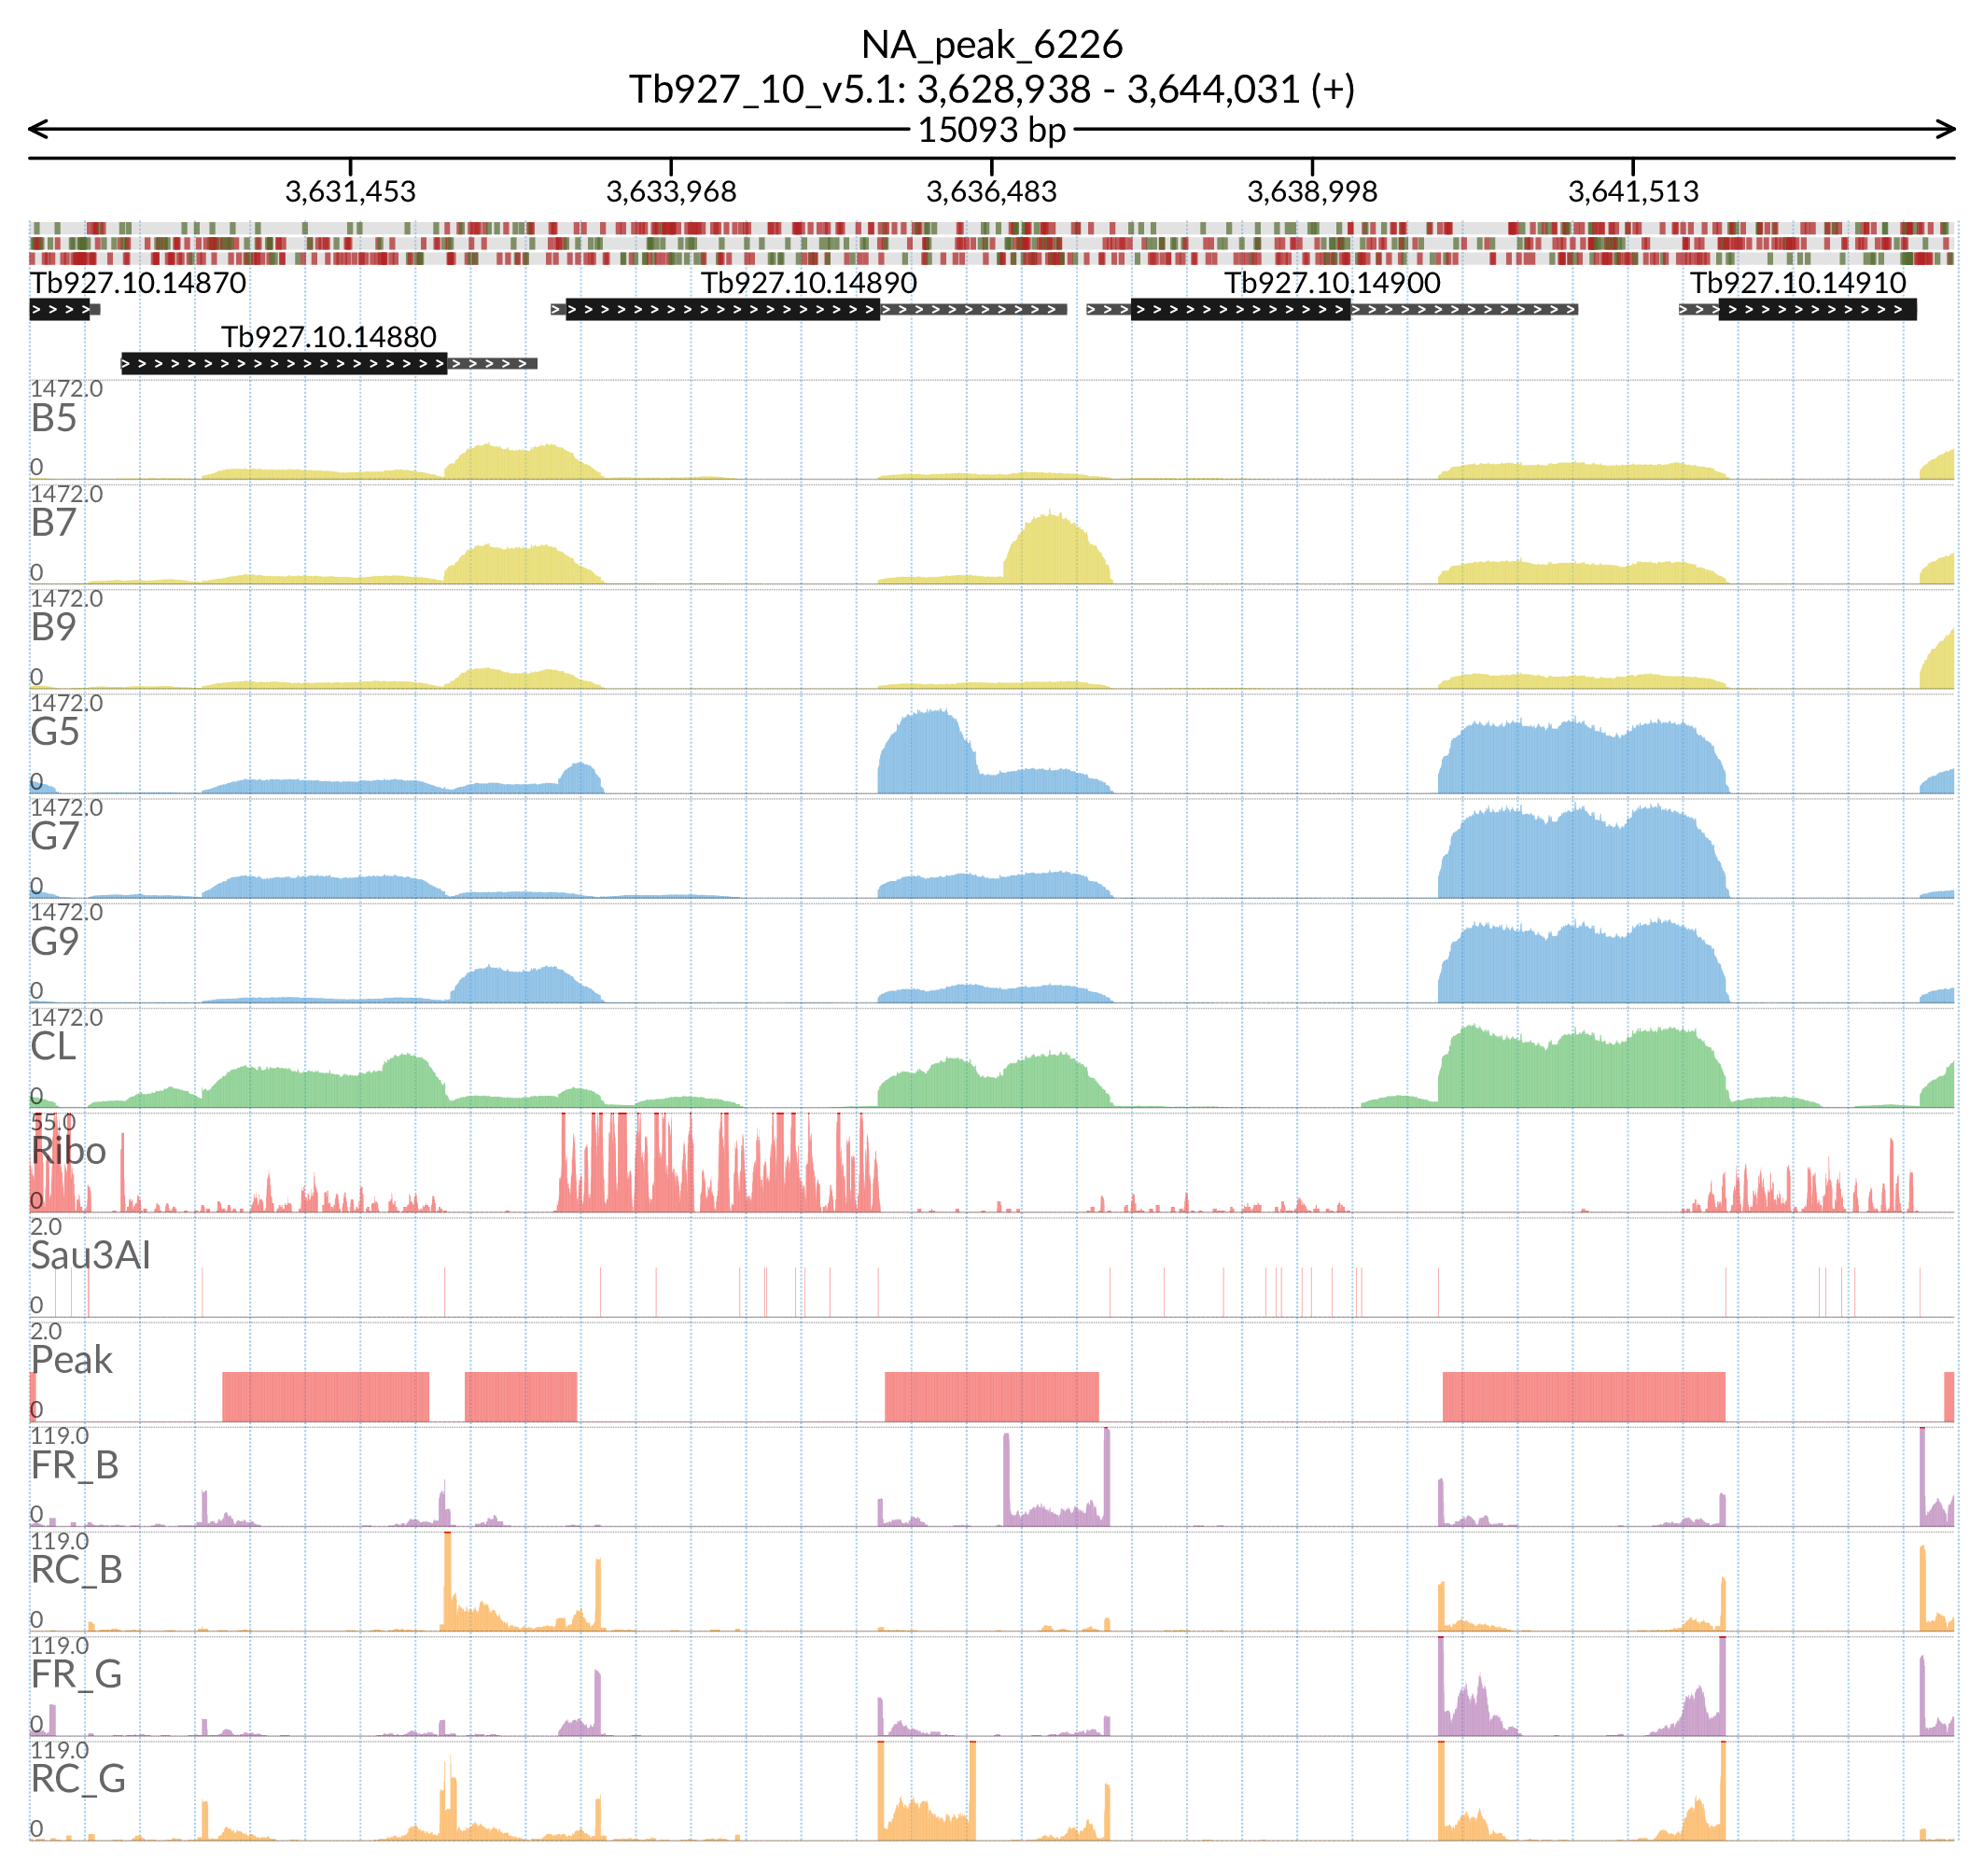 NA_peak_6226
Tb927_10_v5.1: 3,628,938 - 3,644,031 (+)
15093 bp
3,631,453 3,633,968 3,636,483 3,638,998 3,641,513
Tb927.10.14870 Tb927.10.14890 Tb927.10.14900 Tb927.10.14910
Tb927.10.14880
1472.0
B5
0
1472.0
B7
0
1472.0
B9
0
1472.0
G5
0
1472.0
G7
0
1472.0
G9
0
1472.0
CL
0
55.0
Ribo
0
2.0
Sau3AI
0
2.0
Peak
0
119.0
FR_B
0
119.0
RC_B
0
119.0
FR_G
0
119.0
RC_G
0